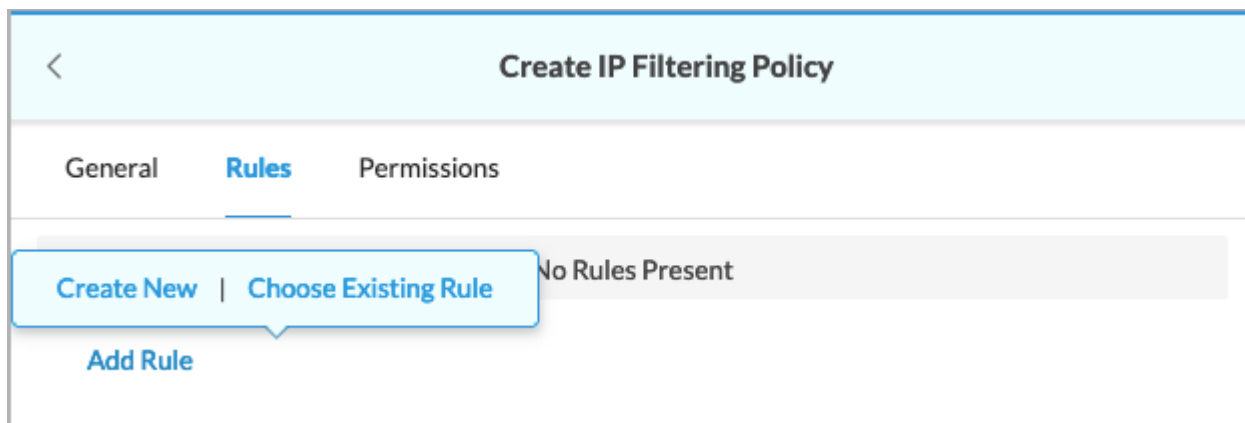 Create IP Filtering Policy
General Rules Permissions
No Rules Present
Create New | Choose Existing Rule
Add Rule